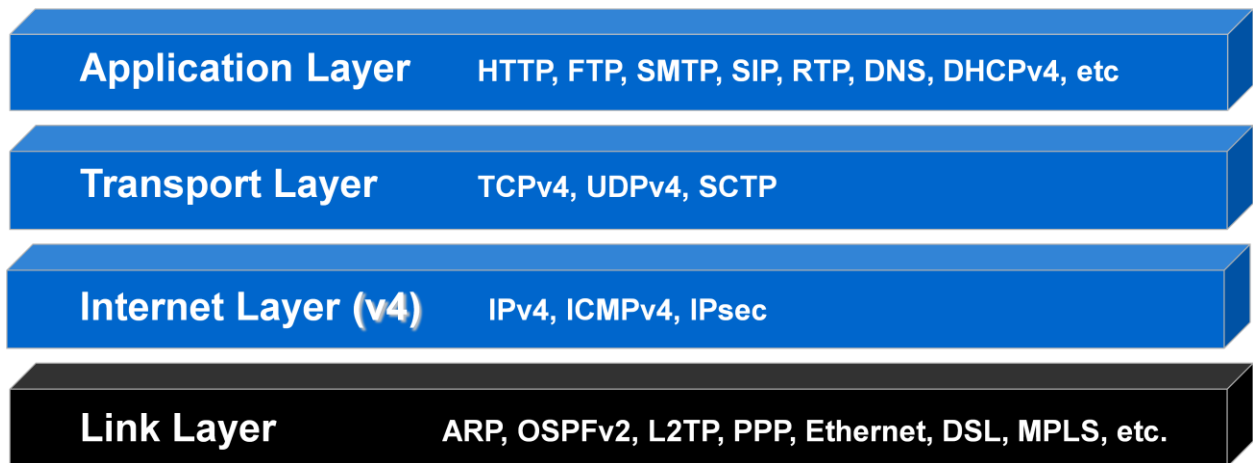 Application Layer HTTP, FTP, SMTP, SIP, RTP, DNS, DHCPv4, etc
Transport Layer TCPv4, UDPv4, SCTP
Internet Layer (v4) IPv4, ICMPv4, IPsec
Link Layer ARP, OSPFv2, L2TP, PPP, Ethernet, DSL, MPLS, etc.